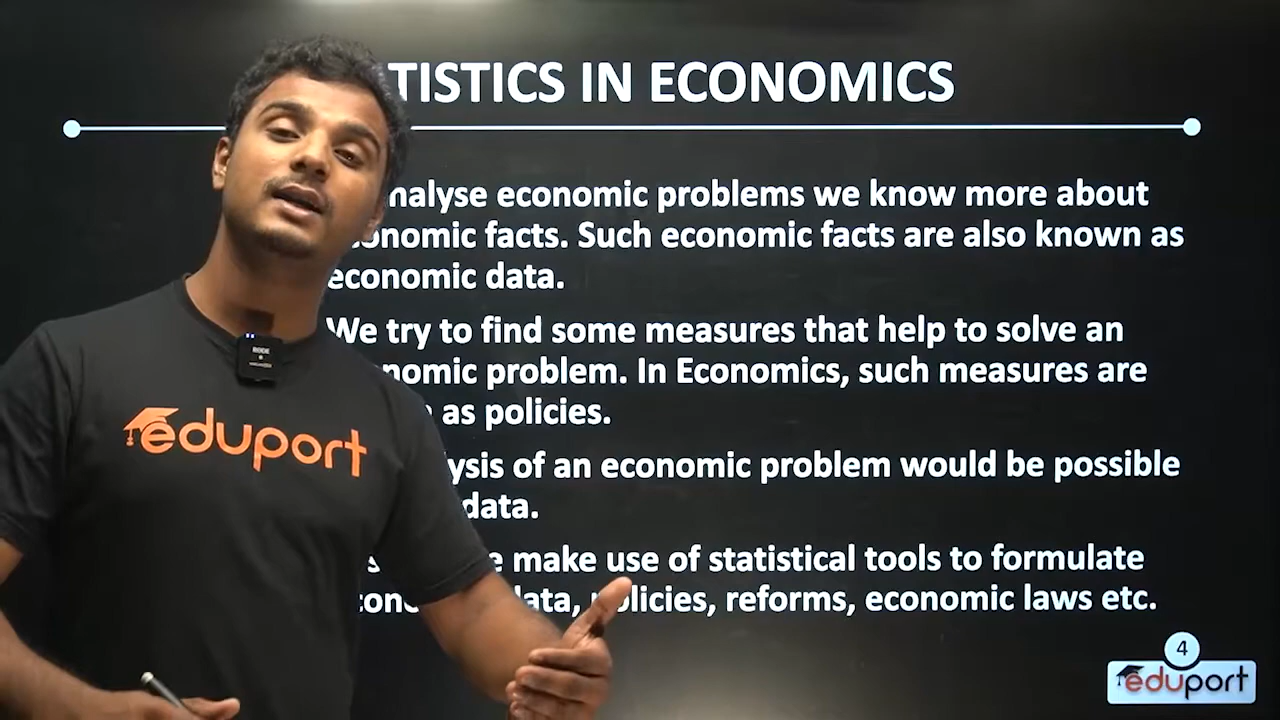 TISTICS IN ECONOMICS
nalyse economic problems we know more about
onomic facts. Such economic facts are also known as
economic data.
We try to find some measures that help to solve an
nomic problem. In Economics, such measures are
as policies.
lysis of an economic problem would be possible
data.
make use of statistical tools to formulate
data, policies, reforms, economic laws etc.
RODE
eduport
4
eduport